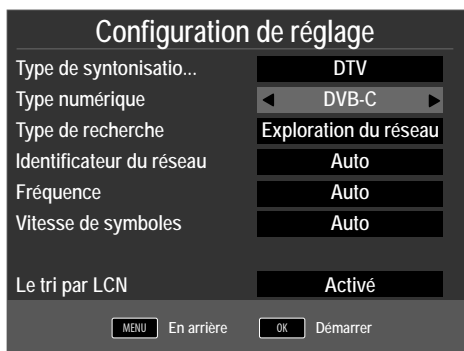 Configuration de réglage
Type de syntonisatio... DTV
Type numérique DVB-C
Type de recherche Exploration du réseau
Identificateur du réseau Auto
Fréquence Auto
Vitesse de symboles Auto
Le tri par LCN Activé
MENU En arrière OK Démarrer